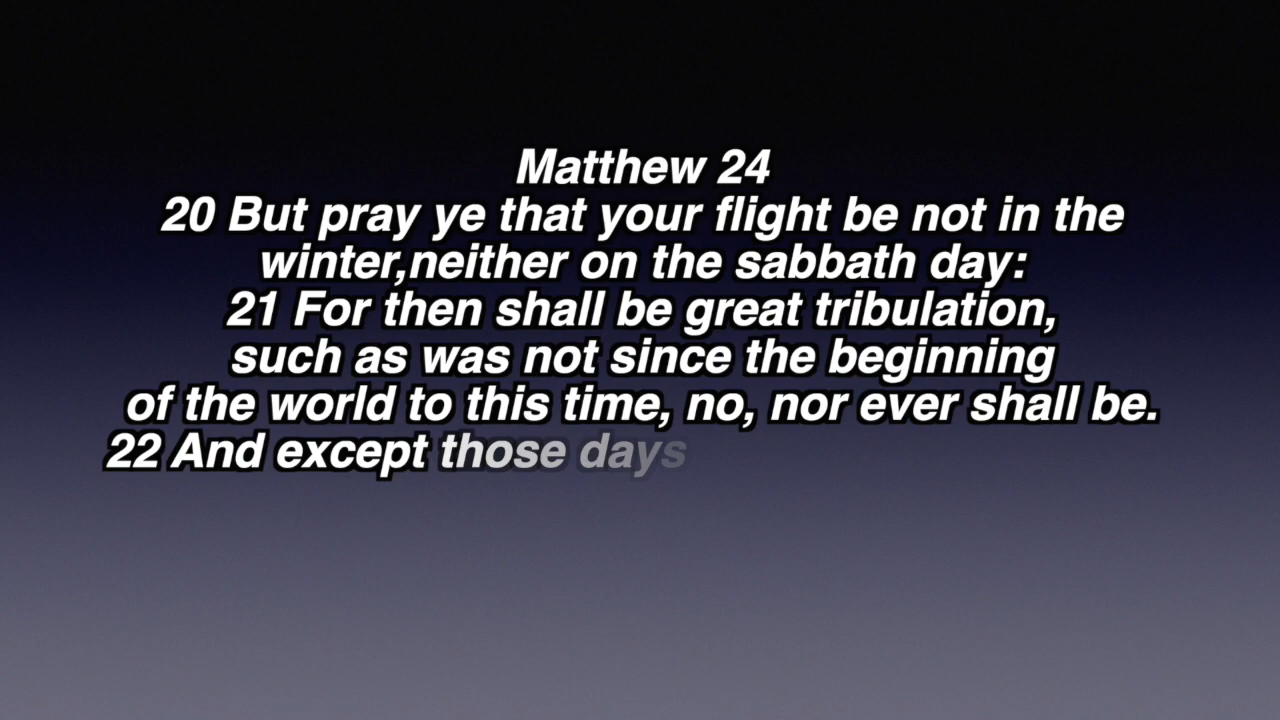 Matthew 24
20 But pray ye that your flight be not in the
winter,neither on the sabbath day:
21 For then shall be great tribulation,
such as was not since the beginning
of the world to this time, no, nor ever shall be.
22 And except those days